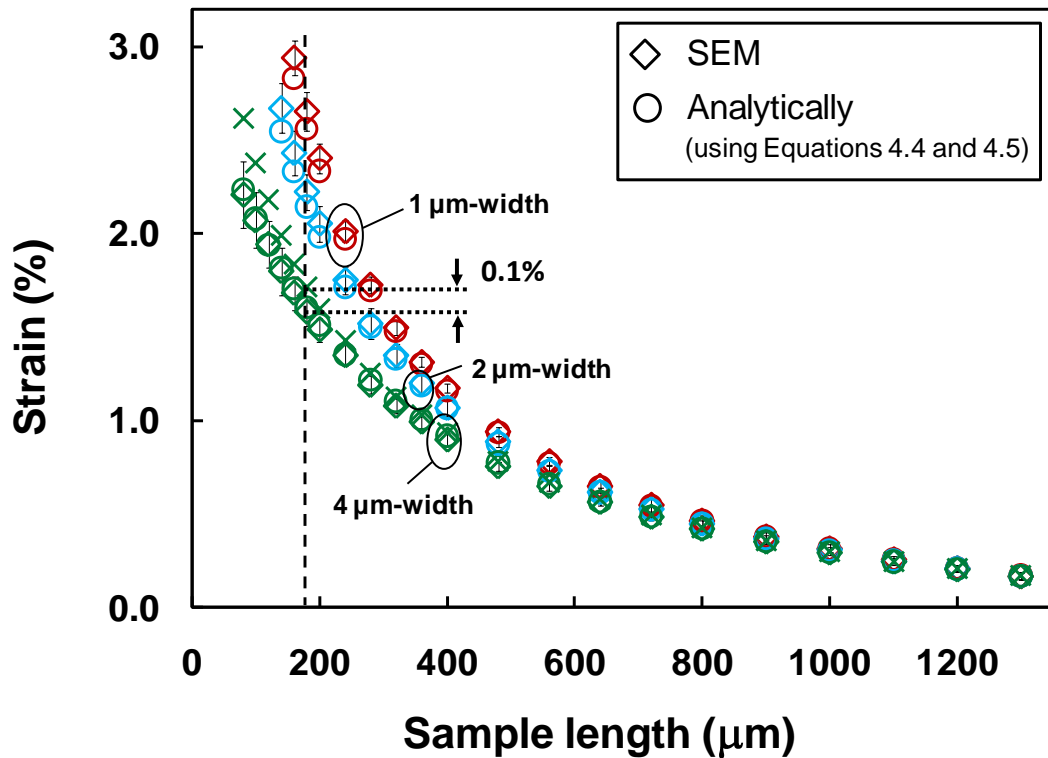 3.0
2.0
1.0
0.0
Strain (%)
SEM
Analytically
(using Equations 4.4 and 4.5)
1 µm-width
0.1%
2 µm-width
4 µm-width
0 200 400 600 800 1000 1200
Sample length (µm)